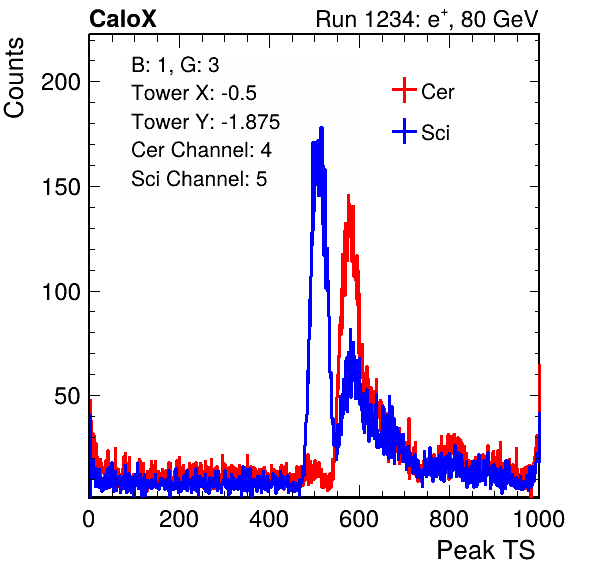 CaloX Run 1234: e⁺, 80 GeV
Counts
B: 1, G: 3
Tower X: -0.5
Tower Y: -1.875
Cer Channel: 4
Sci Channel: 5
Cer
Sci
200
150
100
50
0 200 400 600 800 1000
Peak TS